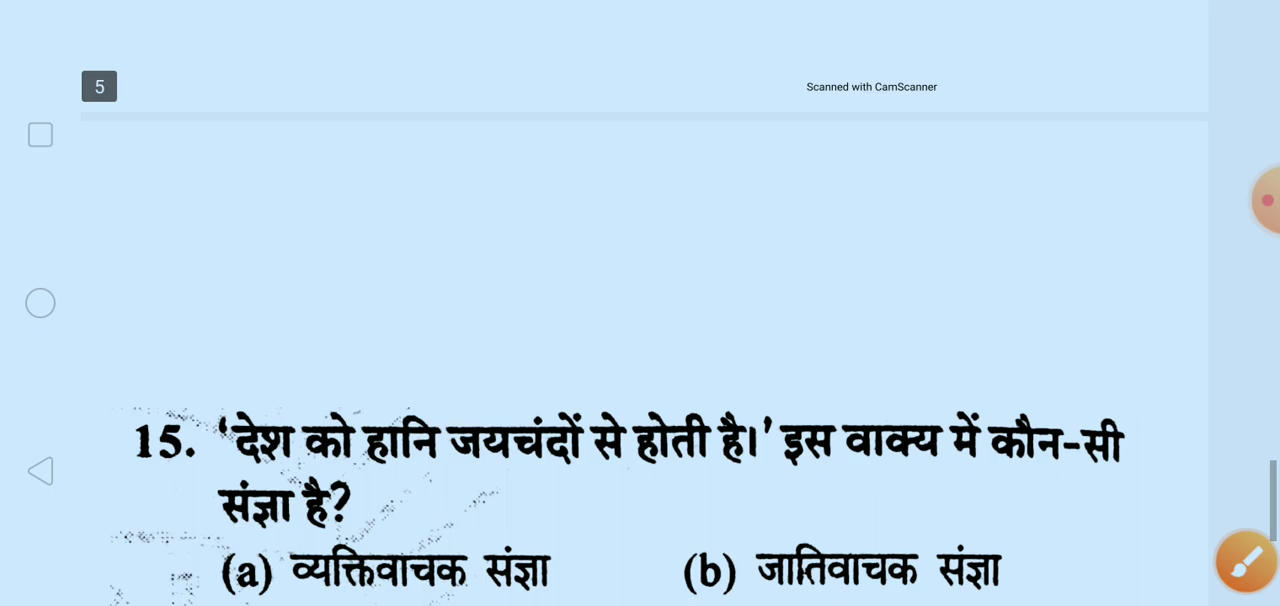 5
Scanned with CamScanner
15. 'देश को हानि जयचंदों से होती है।' इस वाक्य में कौन-सी
संज्ञा है?
(a) व्यक्तिवाचक संज्ञा (b) जातिवाचक संज्ञा